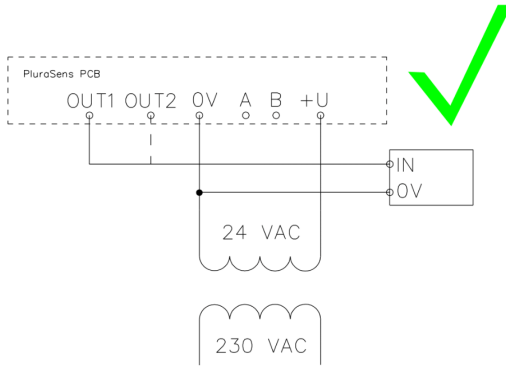 PluraSens PCB
OUT1 OUT2 0V A B +U
IN
0V
24 VAC
230 VAC